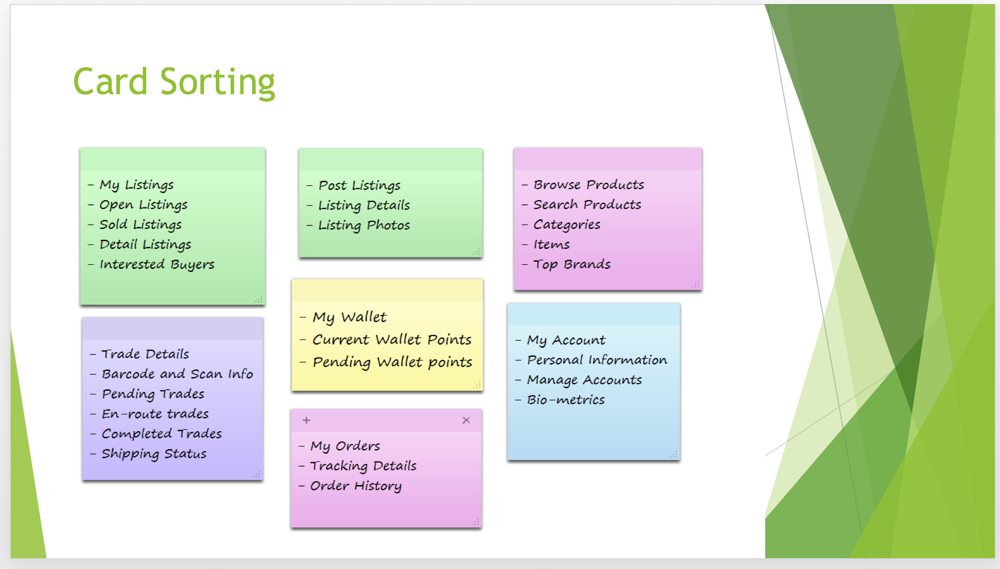 Card Sorting
- My Listings
- Open Listings
- Sold Listings
- Detail Listings
- Interested Buyers
- Post Listings
- Listing Details
- Listing Photos
- Browse Products
- Search Products
- Categories
- Items
- Top Brands
- Trade Details
- Barcode and Scan Info
- Pending Trades
- En-route trades
- Completed Trades
- Shipping Status
- My Wallet
- Current Wallet Points
- Pending Wallet points
- My Account
- Personal Information
- Manage Accounts
- Bio-metrics
- My Orders
- Tracking Details
- Order History